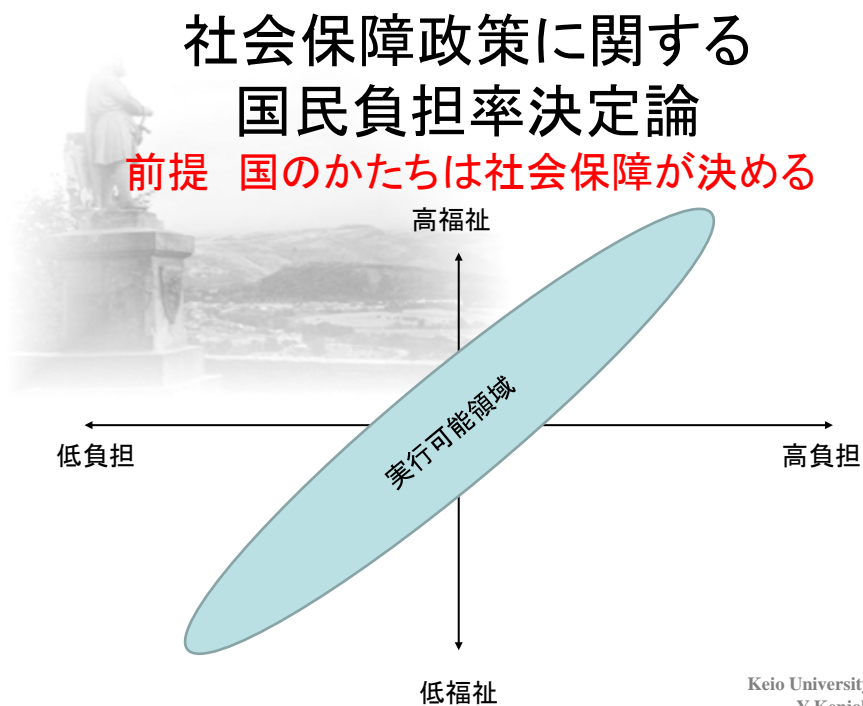 社会保障政策に関する
国民負担率決定論
前提　国のかたちは社会保障が決める
高福祉
実行可能領域
低負担
高負担
低福祉
Keio University